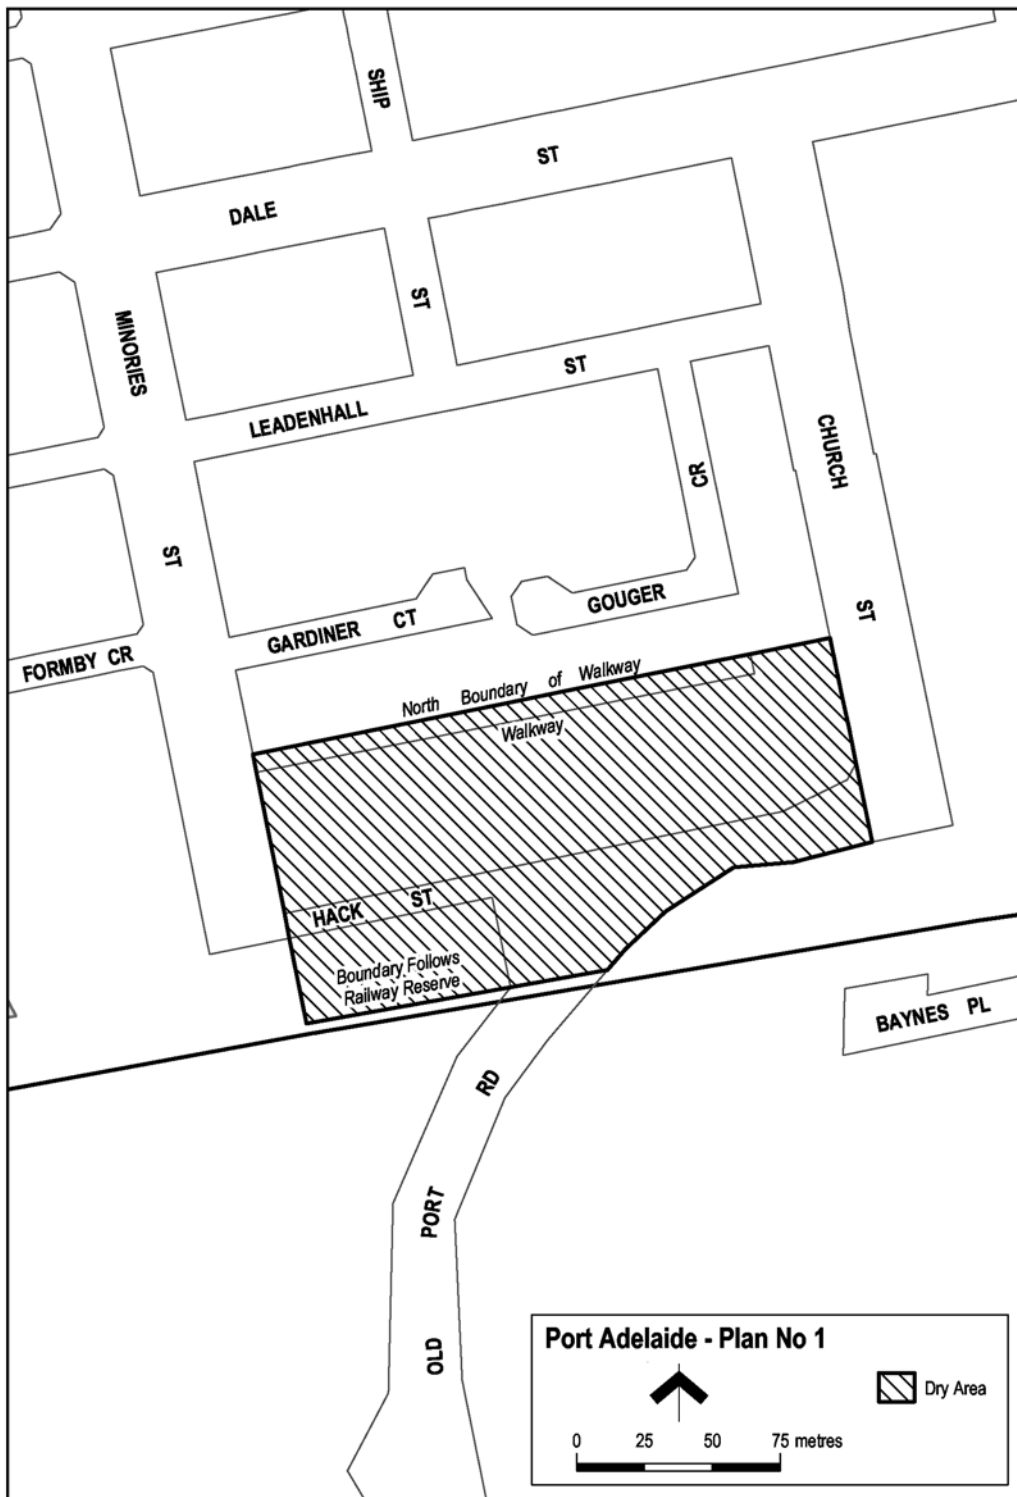 SHIP
ST
DALE
ST
MINORIES
ST
LEADENHALL
CHURCH
CR
ST
GOUGER
ST
GARDINER CT
FORMBY CR
North Boundary of Walkway
Walkway
HACK ST
Boundary Follows
Railway Reserve
BAYNES PL
RD
PORT
OLD
Port Adelaide - Plan No 1
Dry Area
0 25 50 75 metres